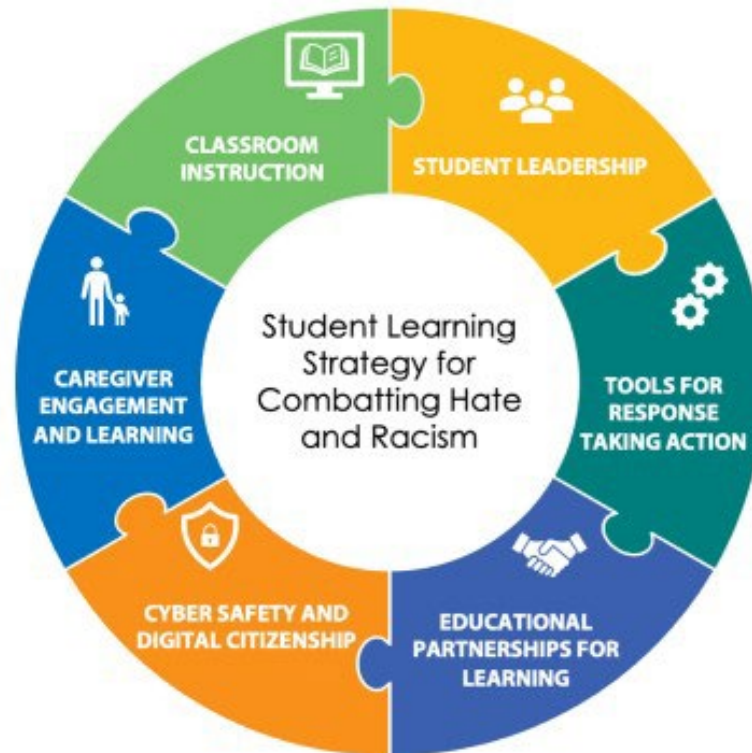 CLASSROOM
INSTRUCTION
STUDENT LEADERSHIP
TOOLS FOR
RESPONSE
TAKING ACTION
EDUCATIONAL
PARTNERSHIPS FOR
LEARNING
CYBER SAFETY AND
DIGITAL CITIZENSHIP
CAREGIVER
ENGAGEMENT
AND LEARNING
Student Learning
Strategy for
Combatting Hate
and Racism